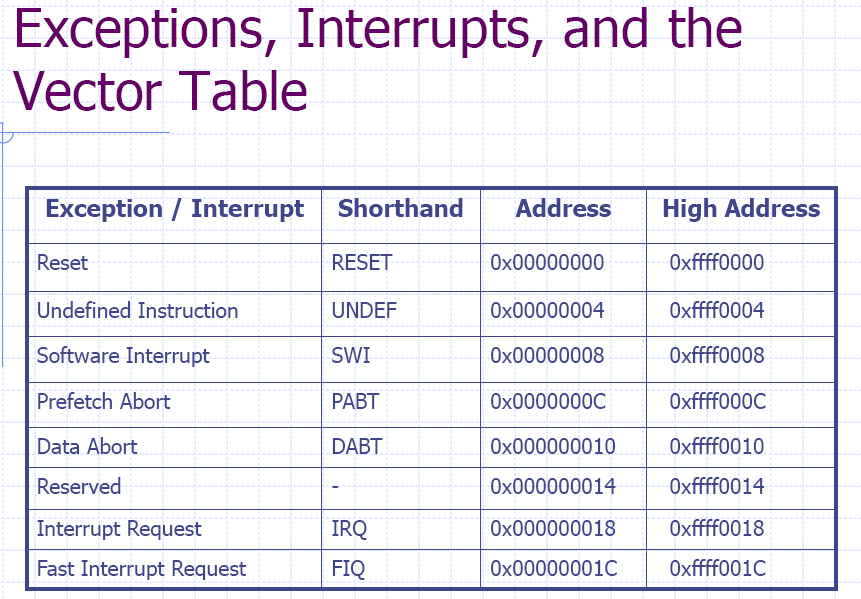 Exceptions, Interrupts, and the
Vector Table
Exception / Interrupt Shorthand Address High Address
Reset RESET 0x00000000 0xffff0000
Undefined Instruction UNDEF 0x00000004 0xffff0004
Software Interrupt SWI 0x00000008 0xffff0008
Prefetch Abort PABT 0x0000000C 0xffff000C
Data Abort DABT 0x000000010 0xffff0010
Reserved - 0x000000014 0xffff0014
Interrupt Request IRQ 0x000000018 0xffff0018
Fast Interrupt Request FIQ 0x00000001C 0xffff001C